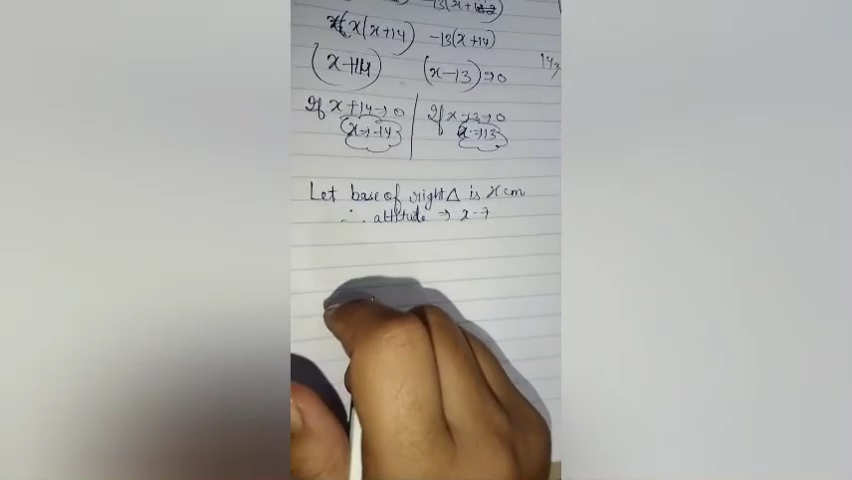 -13(x+
x(x+14) -13(x+14)
(x+14) (x-13)=0
If x+14→0 | If x-13→0
x→-14 | x→13
Let base of right △ is x cm
∴ altitude ⇒ x-7